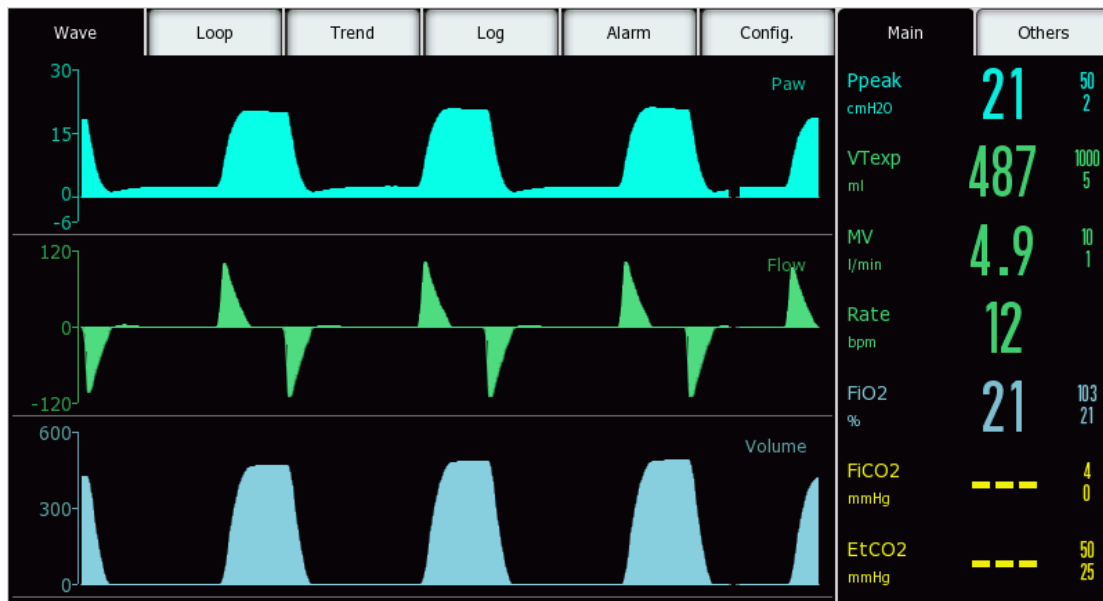 Wave Loop Trend Log Alarm Config. Main Others
30
Paw
15
0
-6
120
Flow
0
-120
600
Volume
300
0
Ppeak 21 50
cmH2O 2
VTexp 487 1000
ml 5
MV 4.9 10
l/min 1
Rate 12
bpm
FiO2 21 103
% 21
FiCO2 --- 4
mmHg 0
EtCO2 --- 50
mmHg 25